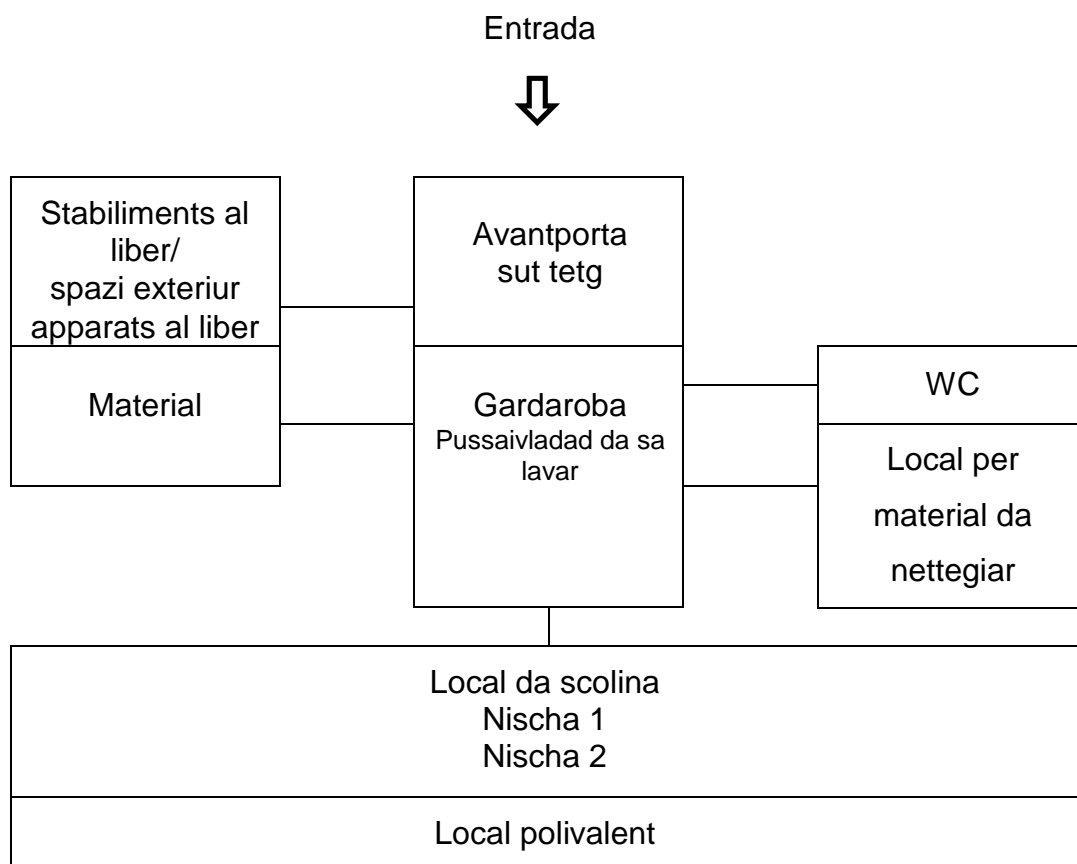 Entrada
Stabiliments al
liber/
spazi exteriur
apparats al liber
Avantporta
sut tetg
Material
Gardaroba
Pussaivladad da sa
lavar
WC
Local per
material da
nettegiar
Local da scolina
Nischa 1
Nischa 2
Local polivalent